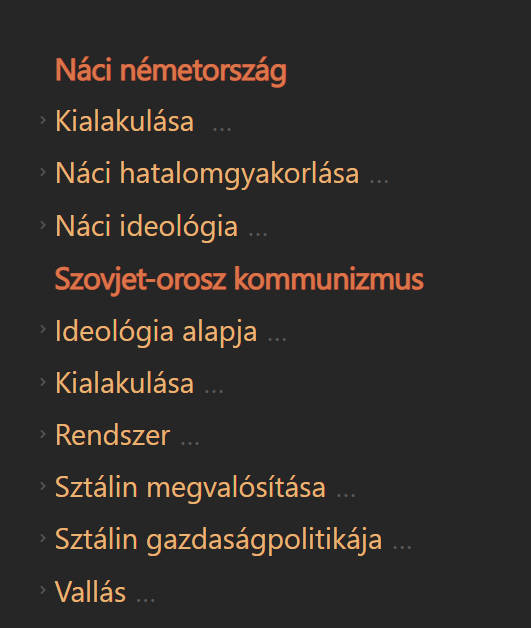 Náci németország
Kialakulása ...
Náci hatalomgyakorlása ...
Náci ideológia ...
Szovjet-orosz kommunizmus
Ideológia alapja ...
Kialakulása ...
Rendszer ...
Sztálin megvalósítása ...
Sztálin gazdaságpolitikája ...
Vallás ...